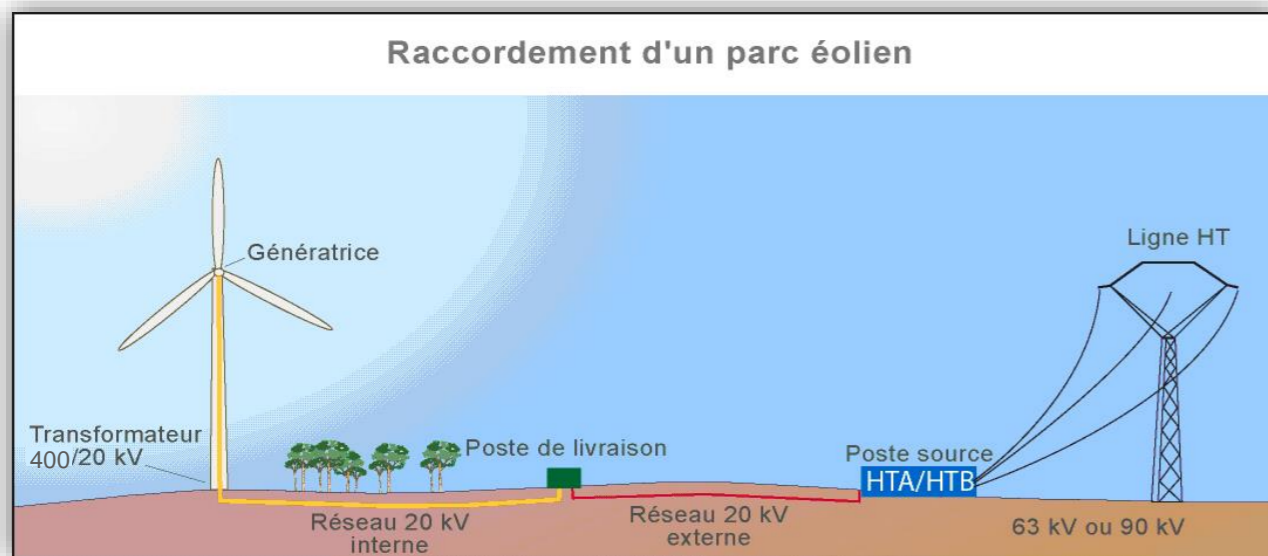 Raccordement d'un parc éolien
Génératrice
Ligne HT
Transformateur
400/20 kV
Poste de livraison
Poste source
HTA/HTB
Réseau 20 kV
interne
Réseau 20 kV
externe
63 kV ou 90 kV